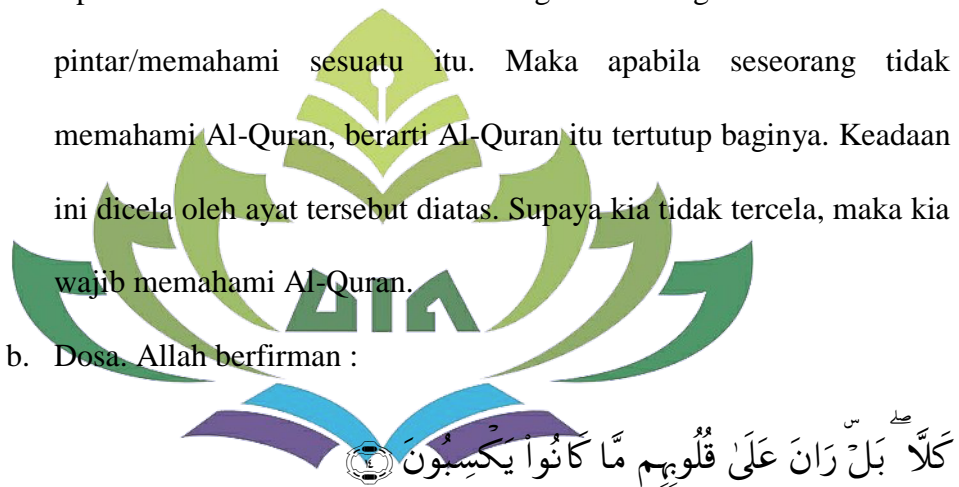 pintar/memahami sesuatu itu. Maka apabila seseorang tidak
memahami Al-Quran, berarti Al-Quran itu tertutup baginya. Keadaan
ini dicela oleh ayat tersebut diatas. Supaya kia tidak tercela, maka kia
wajib memahami Al-Quran.
b. Dosa. Allah berfirman :
كَلَّا ۖ بَلْ ۜ رَانَ عَلَىٰ قُلُوبِهِم مَّا كَانُوا۟ يَكْسِبُونَ ١٤